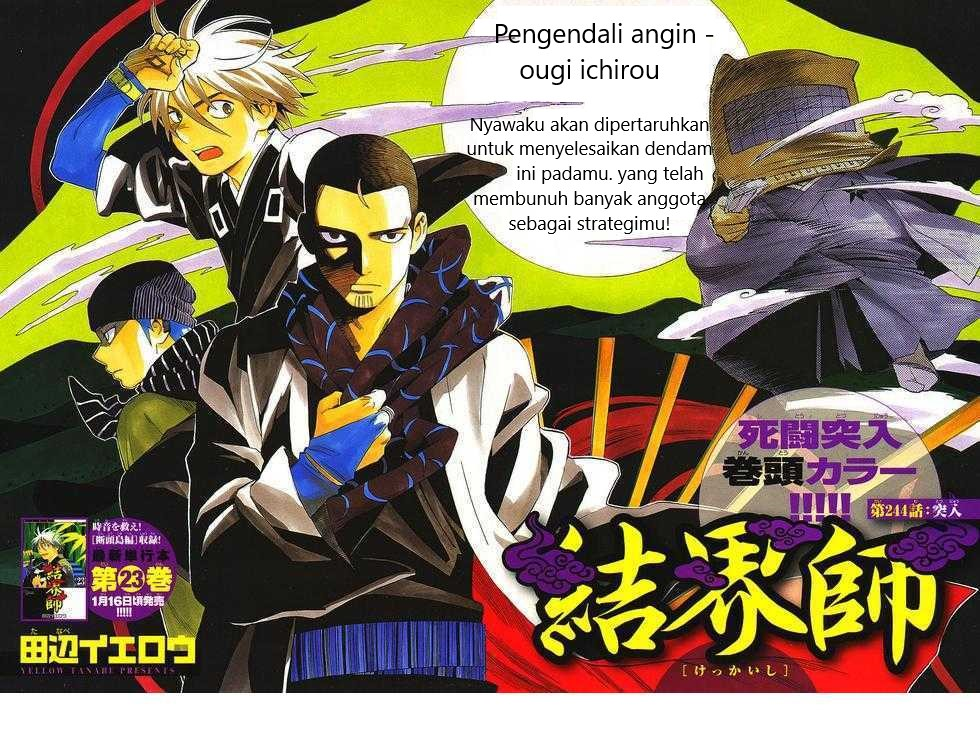 Pengendali angin -
ougi ichirou
Nyawaku akan dipertaruhkan
untuk menyelesaikan dendam
ini padamu. yang telah
membunuh banyak anggota
sebagai strategimu!
死闘突入
巻頭カラー
!!!!!
第244話:突入
結界師
[けっかいし]
時音を救え!
[断頭島編]収録!
最新単行本
第23巻
1月16日頃発売
!!!!!
田辺イエロウ
YELLOW TANABE PRESENTS